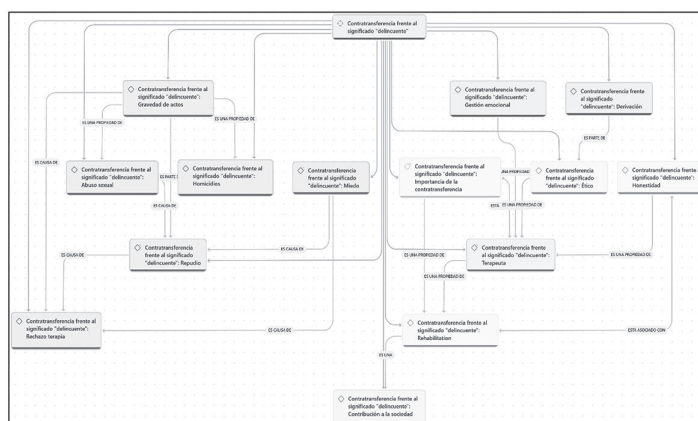 Contratransferencia frente al
significado "delincuente"
Contratransferencia frente al
significado "delincuente":
Gravedad de actos
Contratransferencia frente al
significado "delincuente":
Gestión emocional
Contratransferencia frente
al significado
"delincuente": Derivación
ES UNA PROPIEDAD DE
ES UNA PROPIEDAD DE
ES PARTE DE
ES CAUSA DE
ES PARTE
Contratransferencia frente al
significado "delincuente":
Abuso sexual
Contratransferencia frente al
significado "delincuente":
Homicidios
Contratransferencia
frente al significado
"delincuente": Miedo
Contratransferencia frente al
significado "delincuente":
Importancia de la
contratransferencia
UNA PROPIEDAD
Contratransferencia
frente al significado
"delincuente": Ético
Contratransferencia frente al
significado "delincuente":
Honestidad
ES CAUSA DE
ESTÁ
ES UNA PROPIEDAD DE
Contratransferencia
frente al significado
"delincuente": Repudio
ES CAUSA DE
ES CAUSA DE
Contratransferencia
frente al significado
"delincuente":
Terapeuta
ES UNA PROPIEDAD DE
ES UNA PROPIEDAD DE
ES UNA PROPIEDAD DE
Contratransferencia frente al
significado "delincuente":
Rechazo terapia
ES CAUSA DE
Contratransferencia frente al
significado "delincuente":
Rehabilitation
ESTÁ ASOCIADO CON
ES UNA
Contratransferencia frente al
significado "delincuente":
Contribución a la sociedad